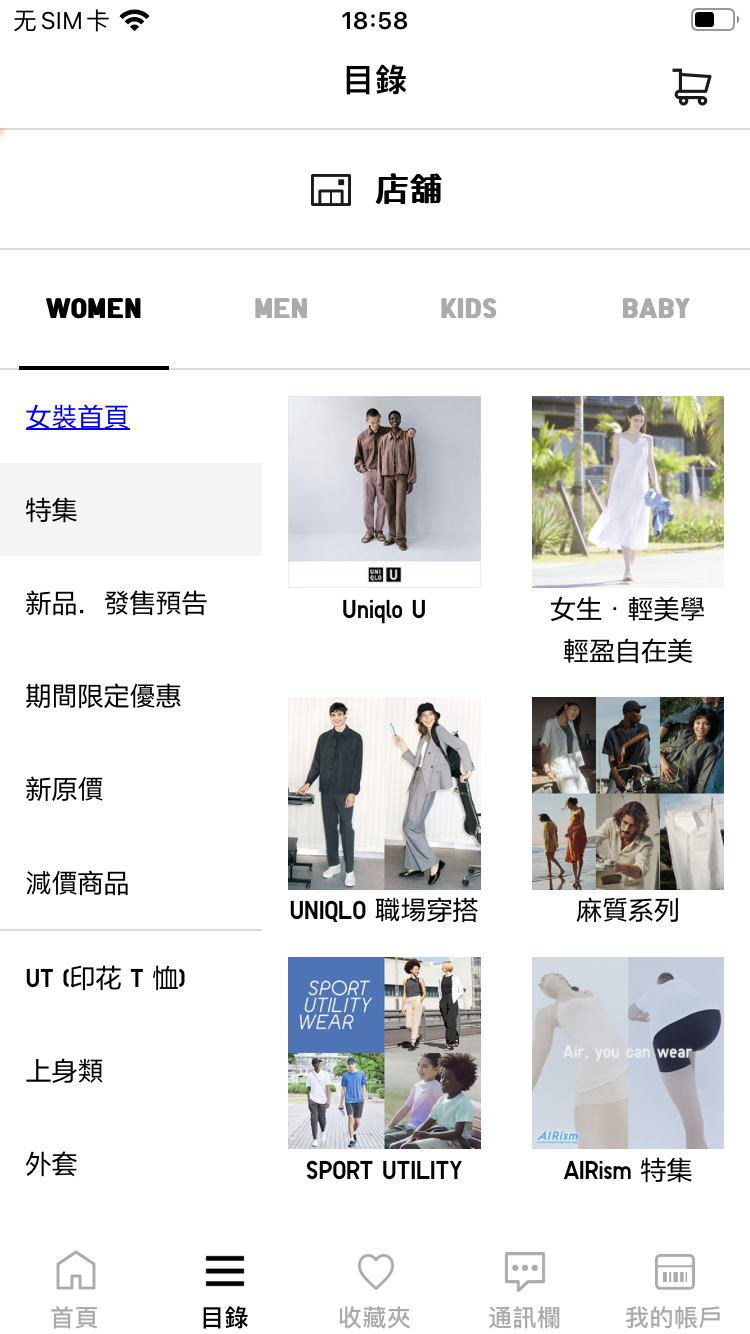 无SIM卡
18:58
目錄
店舖
WOMEN
MEN
KIDS
BABY
女裝首頁
特集
新品．發售預告
期間限定優惠
新原價
減價商品
UT (印花 T 恤)
上身類
外套
UNI
QLO
U
Uniqlo U
女生．輕美學
輕盈自在美
UNIQLO 職場穿搭
麻質系列
SPORT
UTILITY
WEAR
SPORT UTILITY
Air, you can wear
AIRism
AIRism 特集
首頁
目錄
收藏夾
通訊欄
我的帳戶